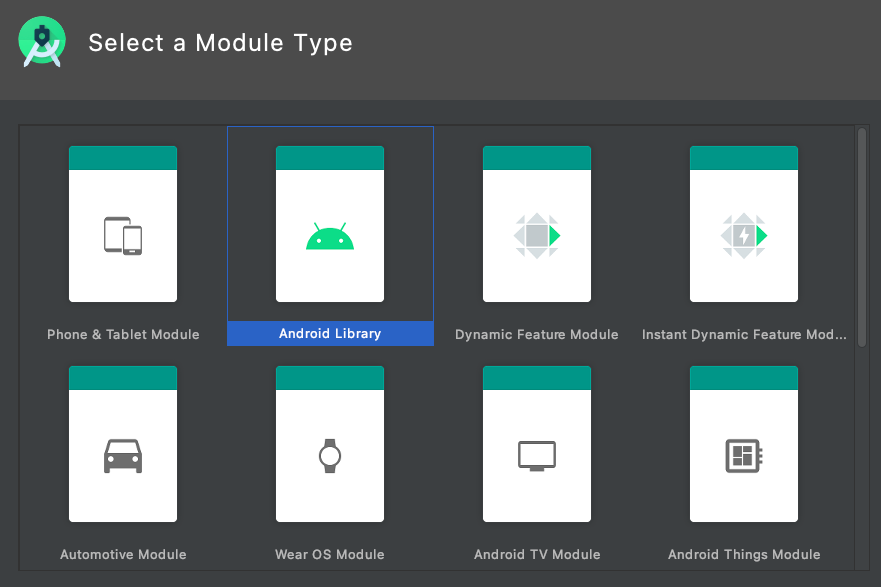 Select a Module Type
Phone & Tablet Module
Android Library
Dynamic Feature Module
Instant Dynamic Feature Mod...
Automotive Module
Wear OS Module
Android TV Module
Android Things Module